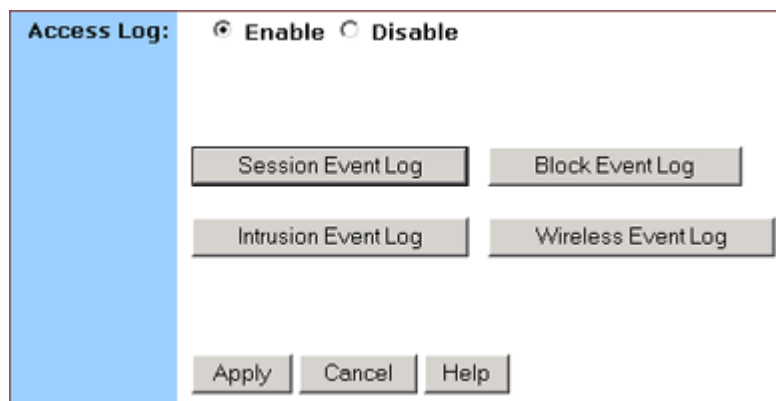 Access Log: Enable Disable
Session Event Log Block Event Log
Intrusion Event Log Wireless Event Log
Apply Cancel Help